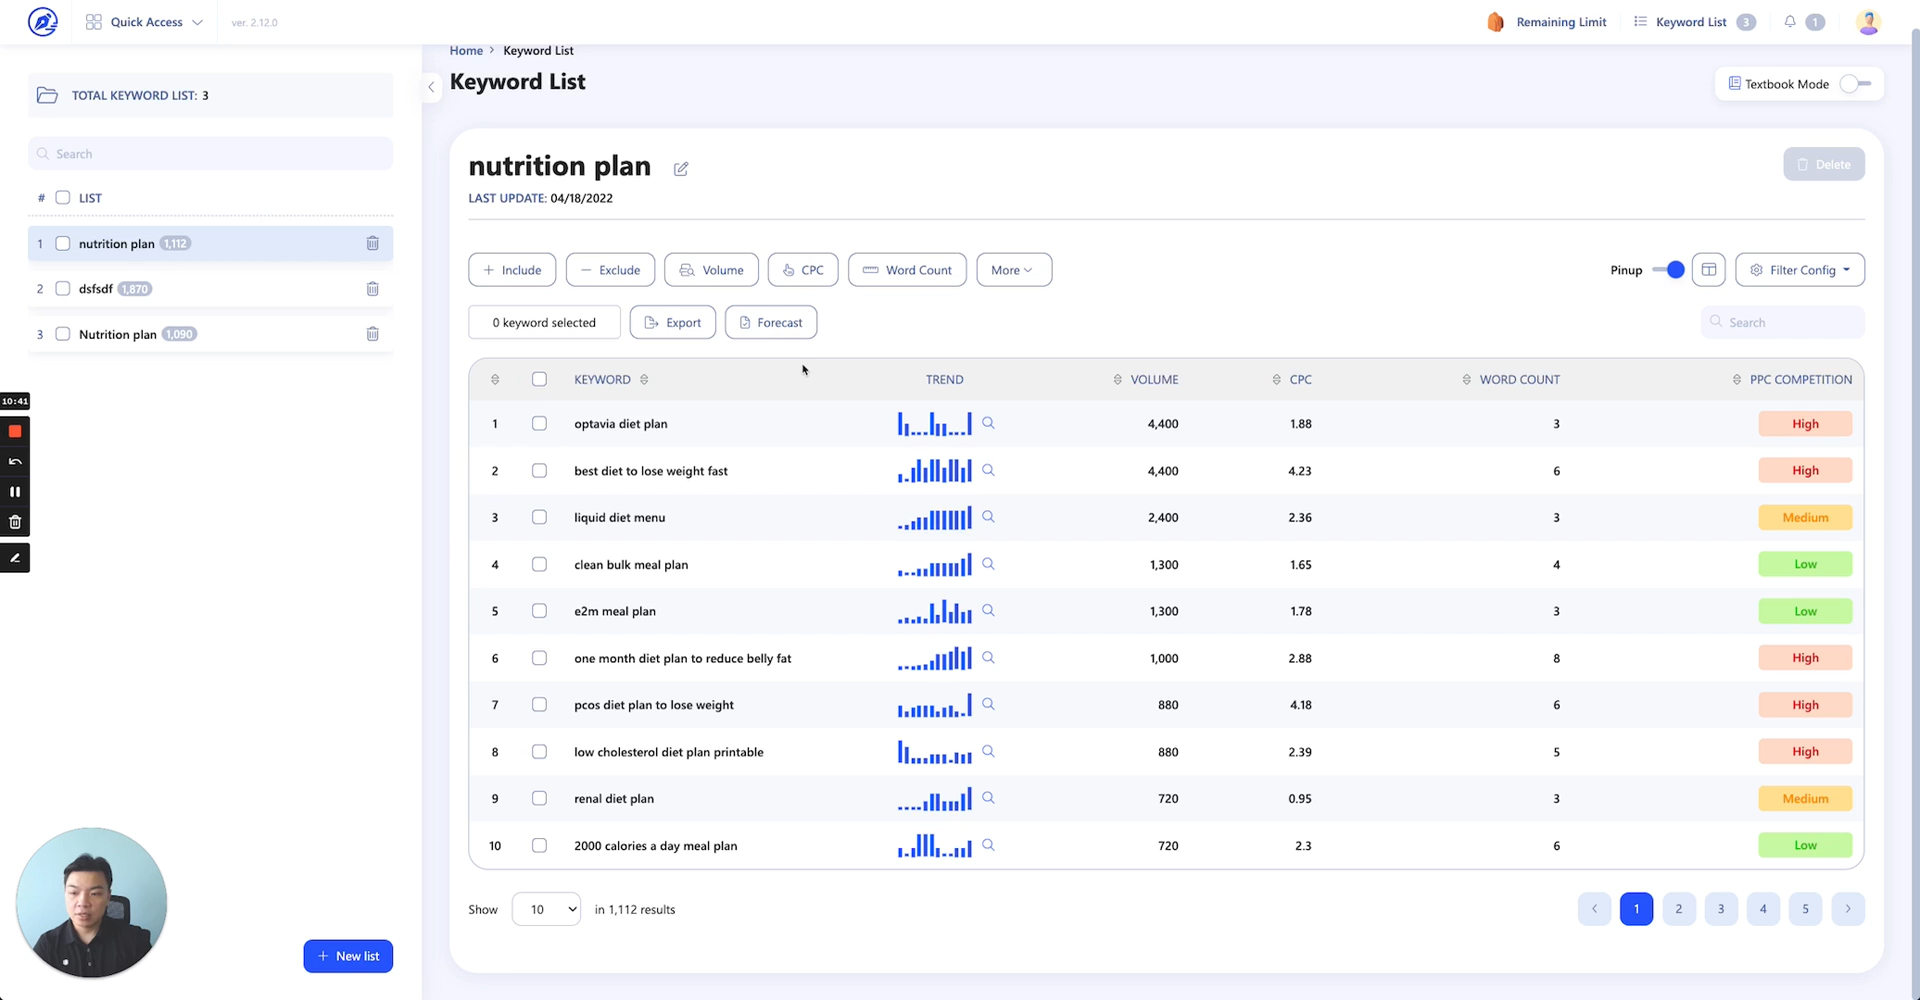 Quick Access
ver. 2.12.0
Remaining Limit
Keyword List 3
1
TOTAL KEYWORD LIST: 3
Search
# LIST
1 nutrition plan 1,112
2 dsfsdf 1,870
3 Nutrition plan 1,090
10:41
+ New list
Home > Keyword List
Keyword List
Textbook Mode
nutrition plan
Delete
LAST UPDATE: 04/18/2022
+ Include
− Exclude
Volume
CPC
Word Count
More
Pinup
Filter Config
0 keyword selected
Export
Forecast
Search
KEYWORD TREND VOLUME CPC WORD COUNT PPC COMPETITION
1 optavia diet plan 4,400 1.88 3 High
2 best diet to lose weight fast 4,400 4.23 6 High
3 liquid diet menu 2,400 2.36 3 Medium
4 clean bulk meal plan 1,300 1.65 4 Low
5 e2m meal plan 1,300 1.78 3 Low
6 one month diet plan to reduce belly fat 1,000 2.88 8 High
7 pcos diet plan to lose weight 880 4.18 6 High
8 low cholesterol diet plan printable 880 2.39 5 High
9 renal diet plan 720 0.95 3 Medium
10 2000 calories a day meal plan 720 2.3 6 Low
Show 10 in 1,112 results
< 1 2 3 4 5 >